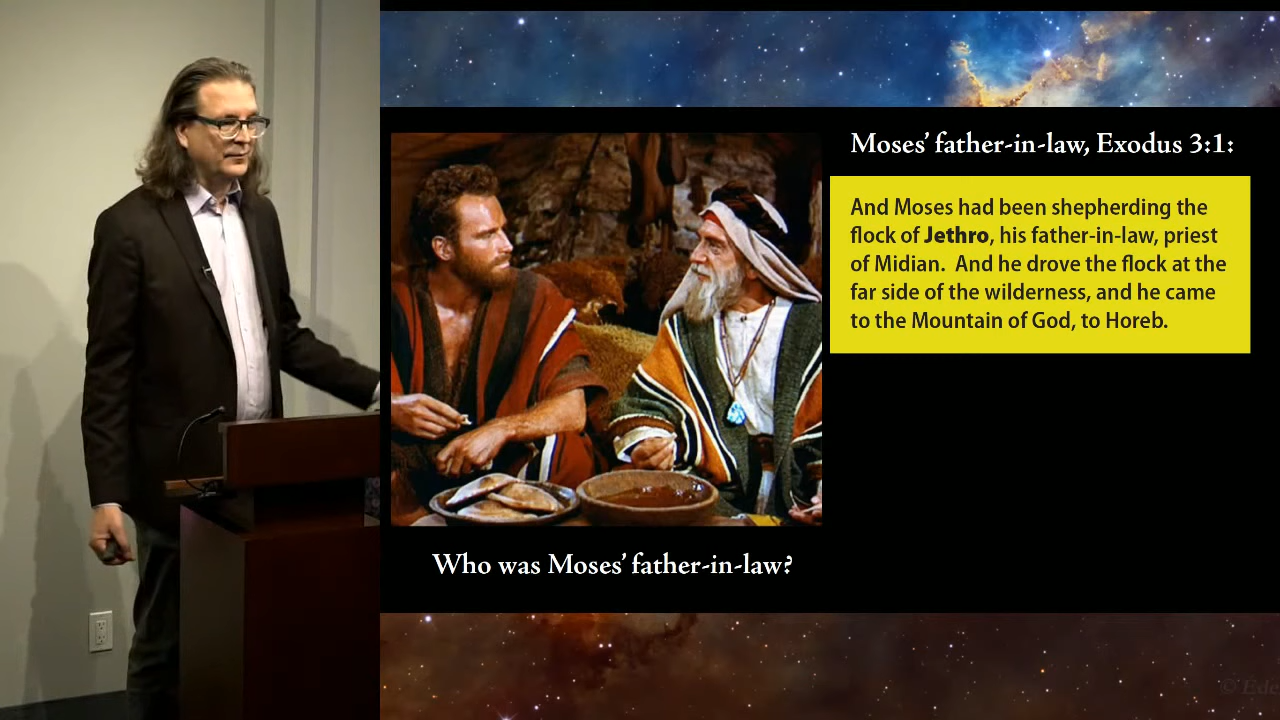 Moses' father-in-law, Exodus 3:1:
And Moses had been shepherding the
flock of Jethro, his father-in-law, priest
of Midian.  And he drove the flock at the
far side of the wilderness, and he came
to the Mountain of God, to Horeb.
Who was Moses' father-in-law?